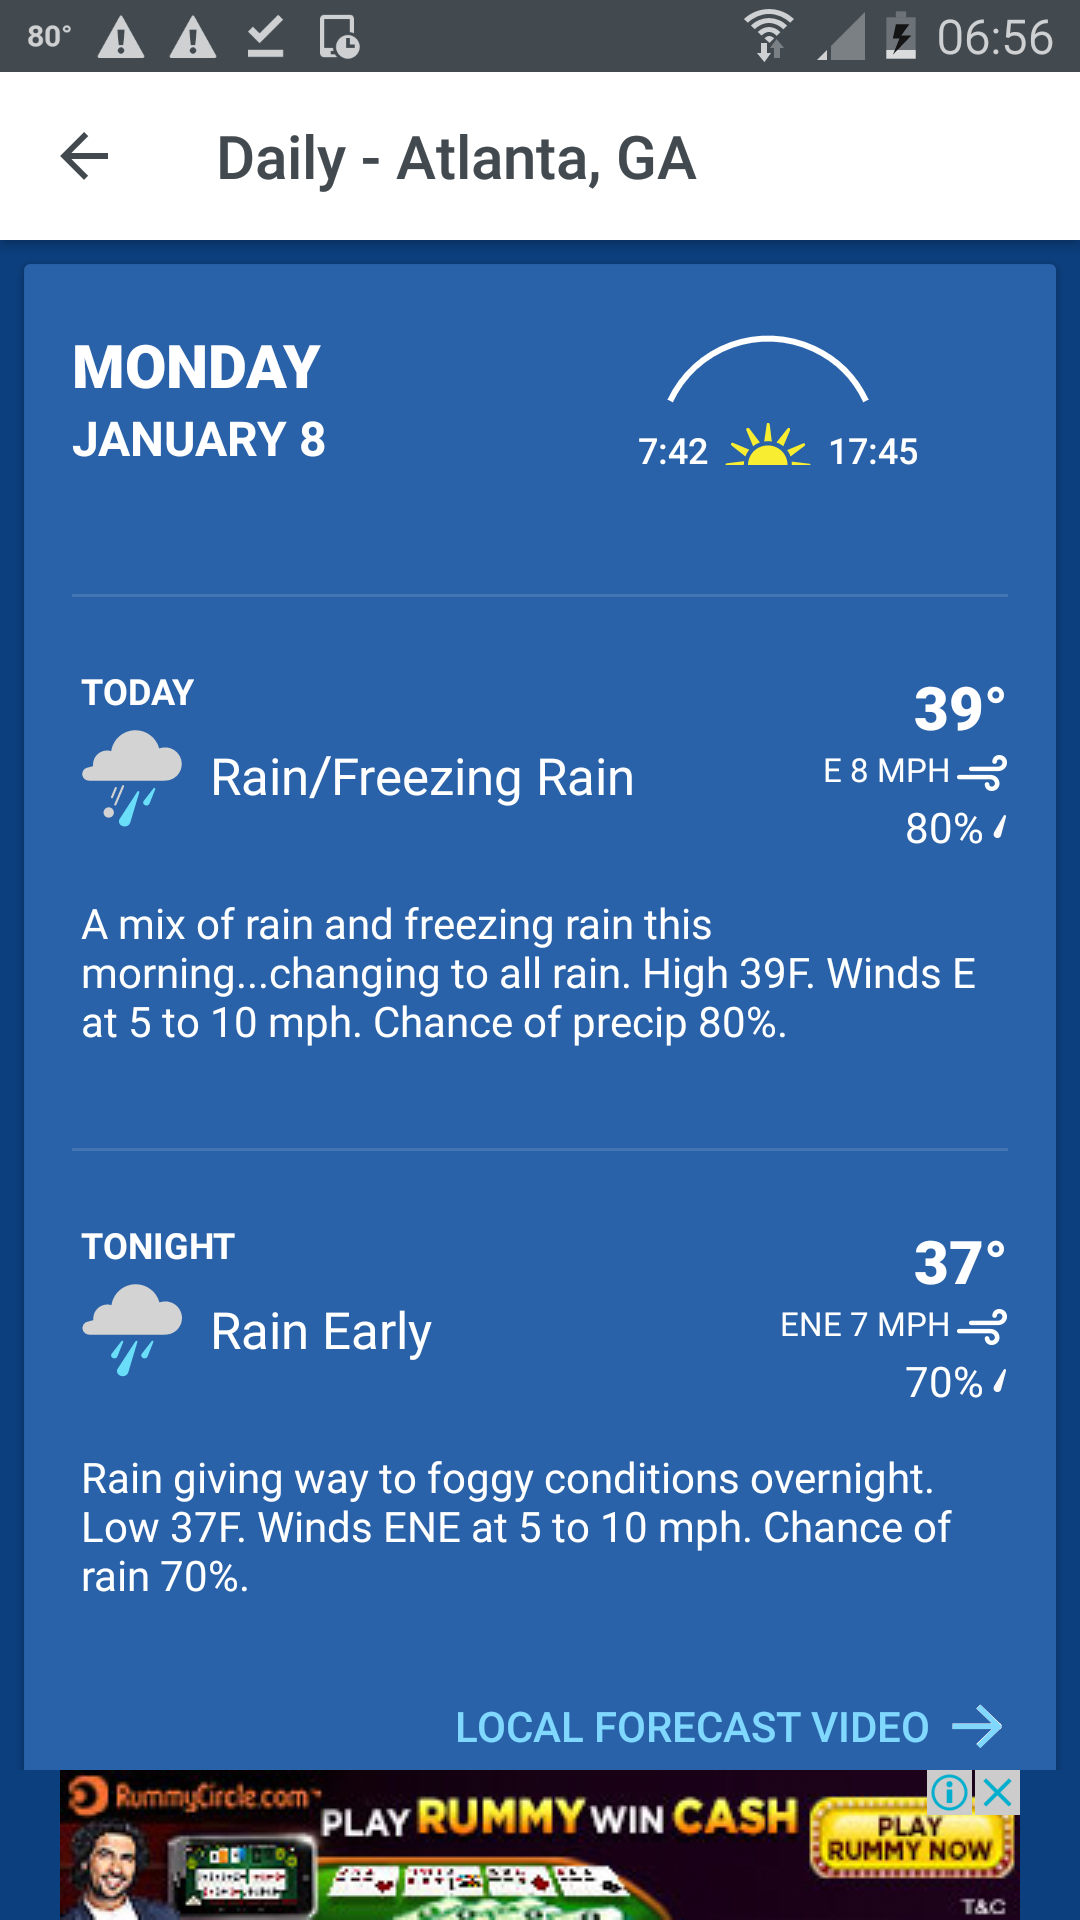 80°
06:56
Daily - Atlanta, GA
MONDAY
JANUARY 8
7:42
17:45
TODAY
39°
Rain/Freezing Rain
E 8 MPH
80%
A mix of rain and freezing rain this
morning...changing to all rain. High 39F. Winds E
at 5 to 10 mph. Chance of precip 80%.
TONIGHT
37°
Rain Early
ENE 7 MPH
70%
Rain giving way to foggy conditions overnight.
Low 37F. Winds ENE at 5 to 10 mph. Chance of
rain 70%.
LOCAL FORECAST VIDEO
RummyCircle.com™
PLAY RUMMY WIN CASH
PLAY
RUMMY NOW
T&C